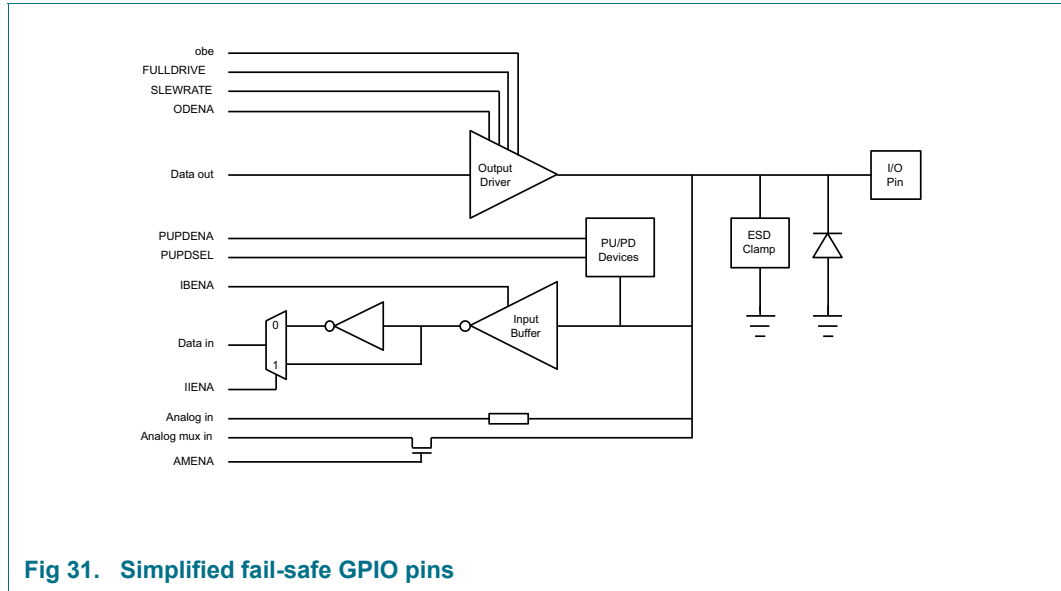 obe
FULLDRIVE
SLEWRATE
ODENA
Data out
Output
Driver
I/O
Pin
PUPDENA
PUPDSEL
PU/PD
Devices
ESD
Clamp
IBENA
Input
Buffer
0
Data in
1
IIENA
Analog in
Analog mux in
AMENA
Fig 31. Simplified fail-safe GPIO pins